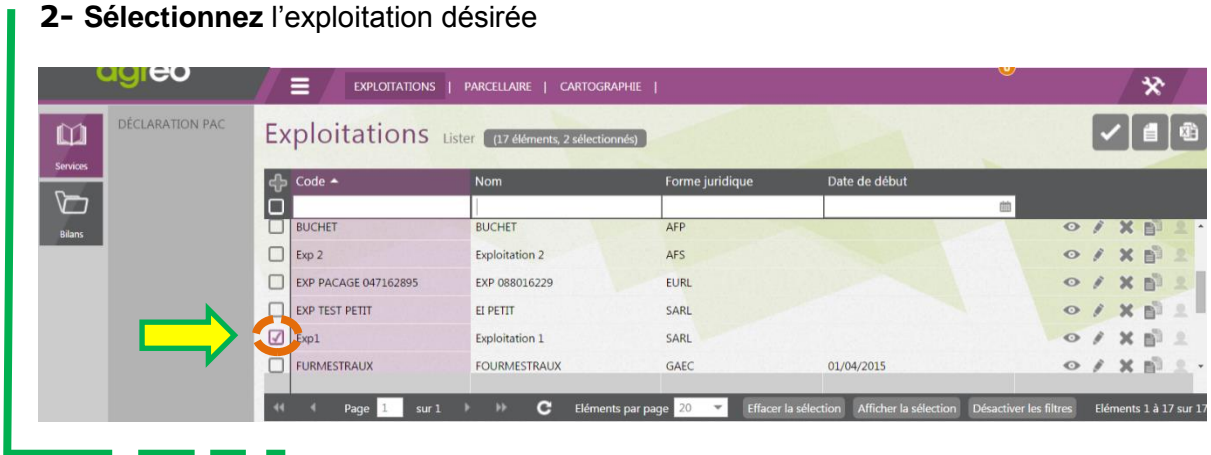 2- Sélectionnez l'exploitation désirée
agreo
EXPLOITATIONS | PARCELLAIRE | CARTOGRAPHIE |
Services
Bilans
DÉCLARATION PAC
Exploitations Lister (17 éléments, 2 sélectionnés)
Code Nom Forme juridique Date de début
BUCHET BUCHET AFP
Exp 2 Exploitation 2 AFS
EXP PACAGE 047162895 EXP 088016229 EURL
EXP TEST PETIT EI PETIT SARL
Exp1 Exploitation 1 SARL
FURMESTRAUX FOURMESTRAUX GAEC 01/04/2015
Page 1 sur 1 Eléments par page 20 Effacer la sélection Afficher la sélection Désactiver les filtres Eléments 1 à 17 sur 17